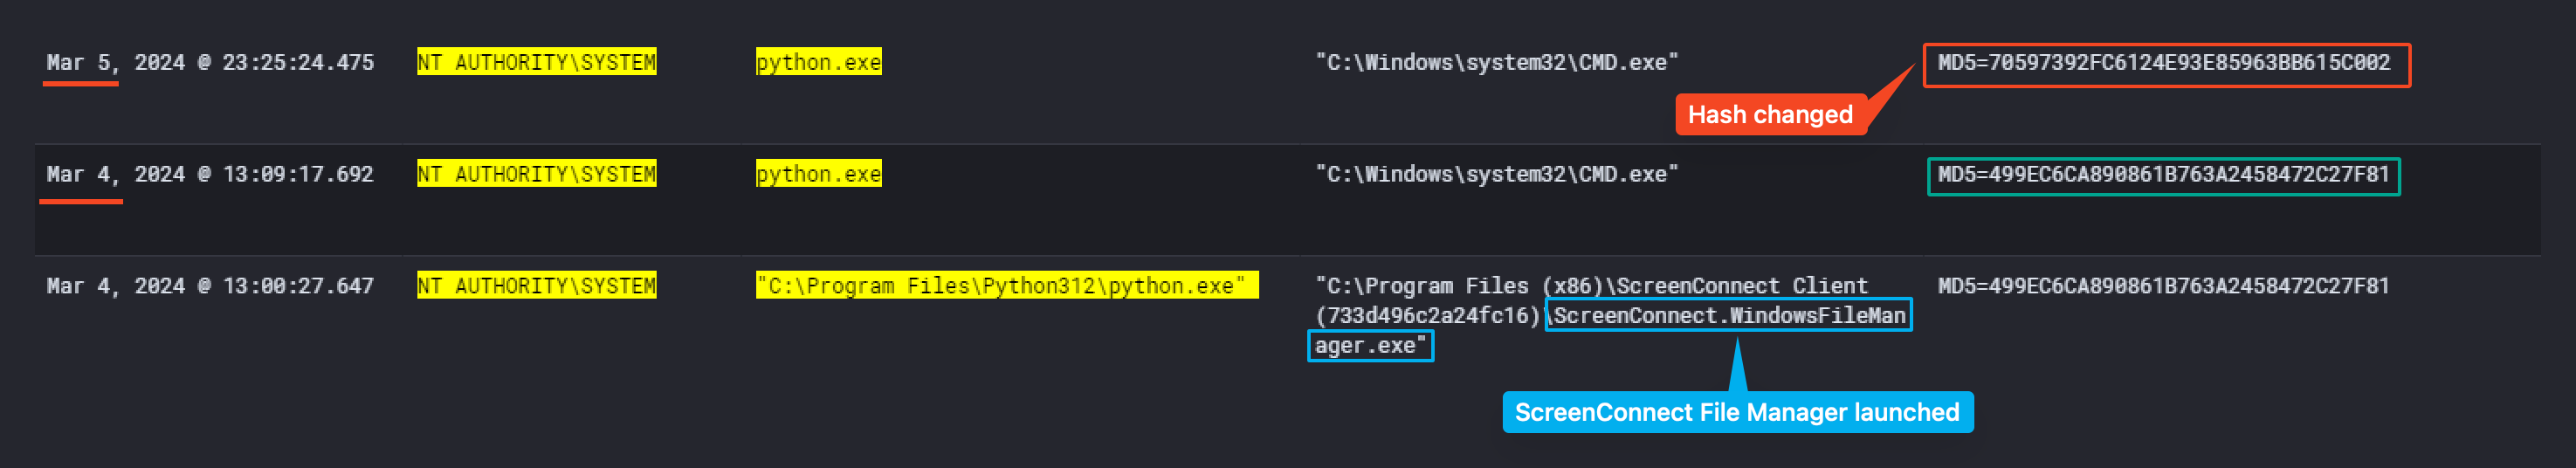 Mar 5, 2024 @ 23:25:24.475 NT AUTHORITY\SYSTEM python.exe "C:\Windows\system32\CMD.exe" MD5=70597392FC6124E93E85963BB615C002
Hash changed
Mar 4, 2024 @ 13:09:17.692 NT AUTHORITY\SYSTEM python.exe "C:\Windows\system32\CMD.exe" MD5=499EC6CA890861B763A2458472C27F81
Mar 4, 2024 @ 13:00:27.647 NT AUTHORITY\SYSTEM "C:\Program Files\Python312\python.exe" "C:\Program Files (x86)\ScreenConnect Client MD5=499EC6CA890861B763A2458472C27F81
(733d496c2a24fc16)\ScreenConnect.WindowsFileMan
ager.exe"
ScreenConnect File Manager launched